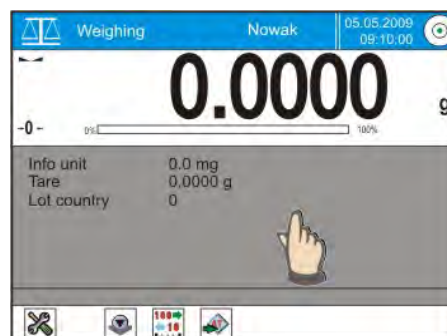 Weighing Nowak 05.05.2009
09:10:00
0.0000 g
-0- 0% 100%
Info unit 0.0 mg
Tare 0,0000 g
Lot country 0
100
10